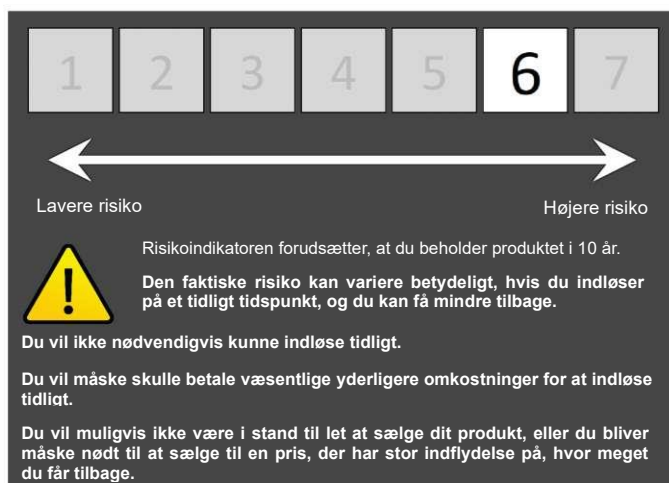 1 2 3 4 5 6 7
Lavere risiko Højere risiko
Risikoindikatoren forudsætter, at du beholder produktet i 10 år.
Den faktiske risiko kan variere betydeligt, hvis du indløser
på et tidligt tidspunkt, og du kan få mindre tilbage.
Du vil ikke nødvendigvis kunne indløse tidligt.
Du vil måske skulle betale væsentlige yderligere omkostninger for at indløse
tidligt.
Du vil muligvis ikke være i stand til let at sælge dit produkt, eller du bliver
måske nødt til at sælge til en pris, der har stor indflydelse på, hvor meget
du får tilbage.